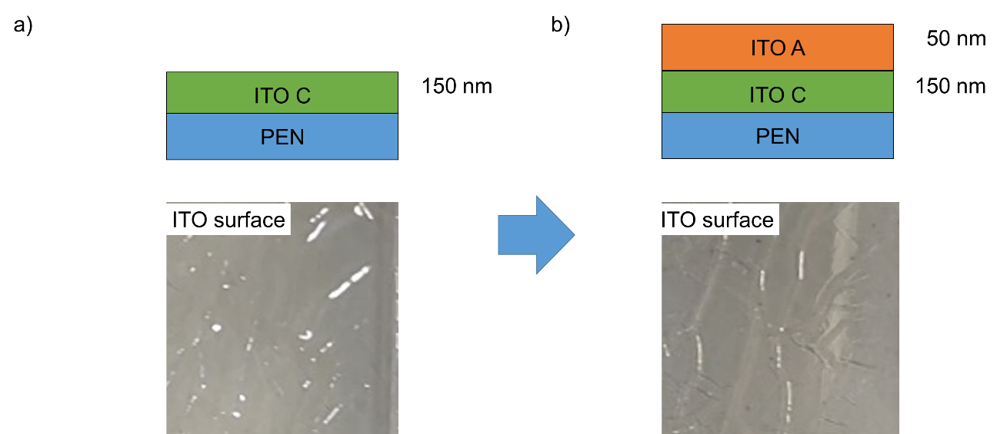 a)
ITO C
150 nm
PEN
ITO surface
b)
ITO A
50 nm
ITO C
150 nm
PEN
ITO surface